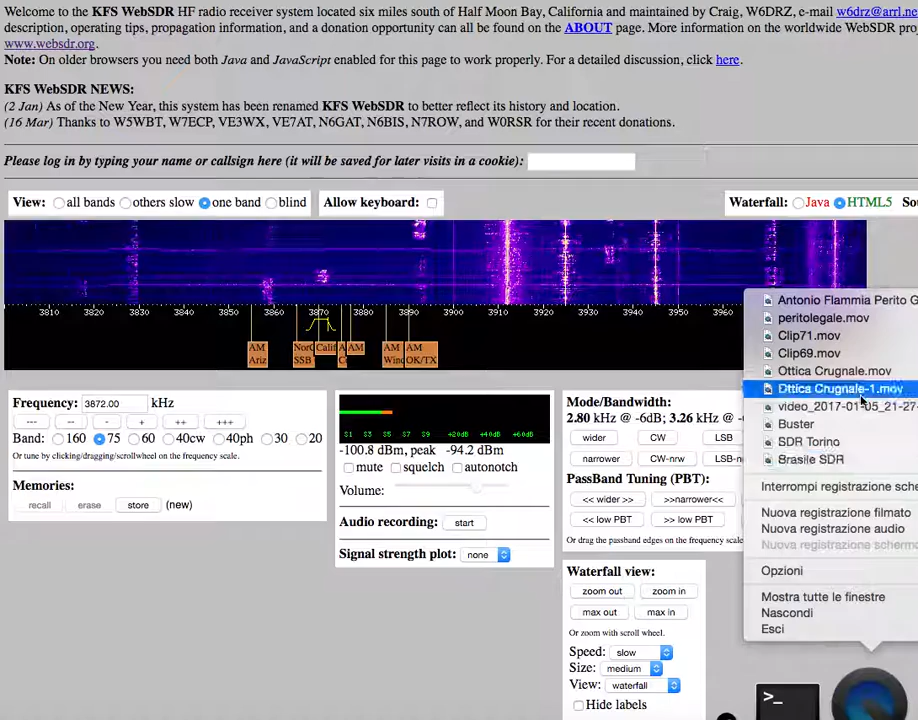 Welcome to the KFS WebSDR HF radio receiver system located six miles south of Half Moon Bay, California and maintained by Craig, W6DRZ, e-mail w6drz@arrl.ne
description, operating tips, propagation information, and a donation opportunity can all be found on the ABOUT page. More information on the worldwide WebSDR pro
www.websdr.org.
Note: On older browsers you need both Java and JavaScript enabled for this page to work properly. For a detailed discussion, click here.
KFS WebSDR NEWS:
(2 Jan) As of the New Year, this system has been renamed KFS WebSDR to better reflect its history and location.
(16 Mar) Thanks to W5WBT, W7ECP, VE3WX, VE7AT, N6GAT, N6BIS, N7ROW, and W0RSR for their recent donations.
Please log in by typing your name or callsign here (it will be saved for later visits in a cookie):
View: all bands others slow one band blind Allow keyboard: Waterfall: Java HTML5 Sou
3810 3820 3830 3840 3850 3860 3870 3880 3890 3900 3910 3920 3930 3940 3950 3960
AM Ariz
NorC SSB
Calif
A C
AM
AM Wind
AM OK/TX
Frequency: 3872.00 kHz
--- -- - + ++ +++
Band: 160 75 60 40cw 40ph 30 20
Or tune by clicking/dragging/scrollwheel on the frequency scale.
Memories:
recall erase store (new)
S1 S3 S5 S7 S9 +20dB +40dB +60dB
-100.8 dBm, peak -94.2 dBm
mute squelch autonotch
Volume:
Audio recording: start
Signal strength plot: none
Mode/Bandwidth:
2.80 kHz @ -6dB; 3.26 kHz @ -
wider CW LSB
narrower CW-nrw LSB-n
PassBand Tuning (PBT):
<< wider >> >>narrower<<
<< low PBT >> low PBT
Or drag the passband edges on the frequency scale
Waterfall view:
zoom out zoom in
max out max in
Or zoom with scroll wheel.
Speed: slow
Size: medium
View: waterfall
Hide labels
Antonio Flammia Perito G
peritolegale.mov
Clip71.mov
Clip69.mov
Ottica Crugnale.mov
Ottica Crugnale-1.mov
video_2017-01-05_21-27-
Buster
SDR Torino
Brasile SDR
Interrompi registrazione sche
Nuova registrazione filmato
Nuova registrazione audio
Nuova registrazione schermo
Opzioni
Mostra tutte le finestre
Nascondi
Esci
>_